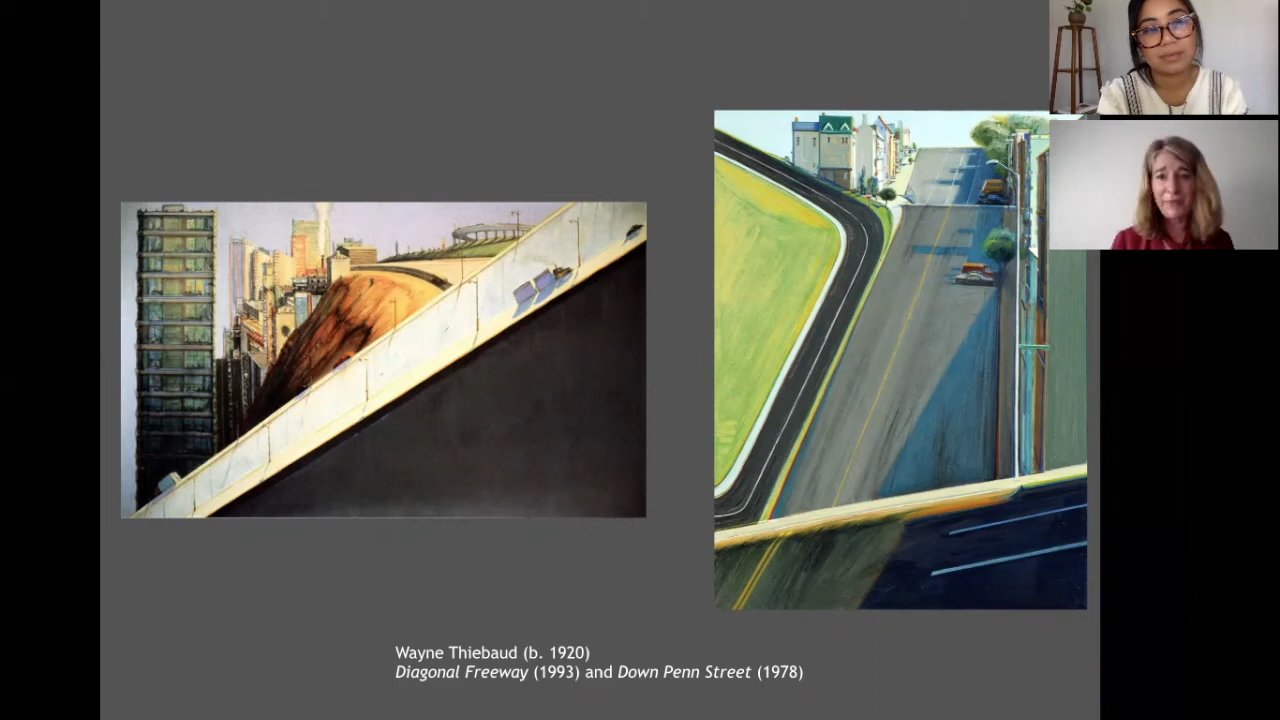 Wayne Thiebaud (b. 1920)
Diagonal Freeway (1993) and Down Penn Street (1978)